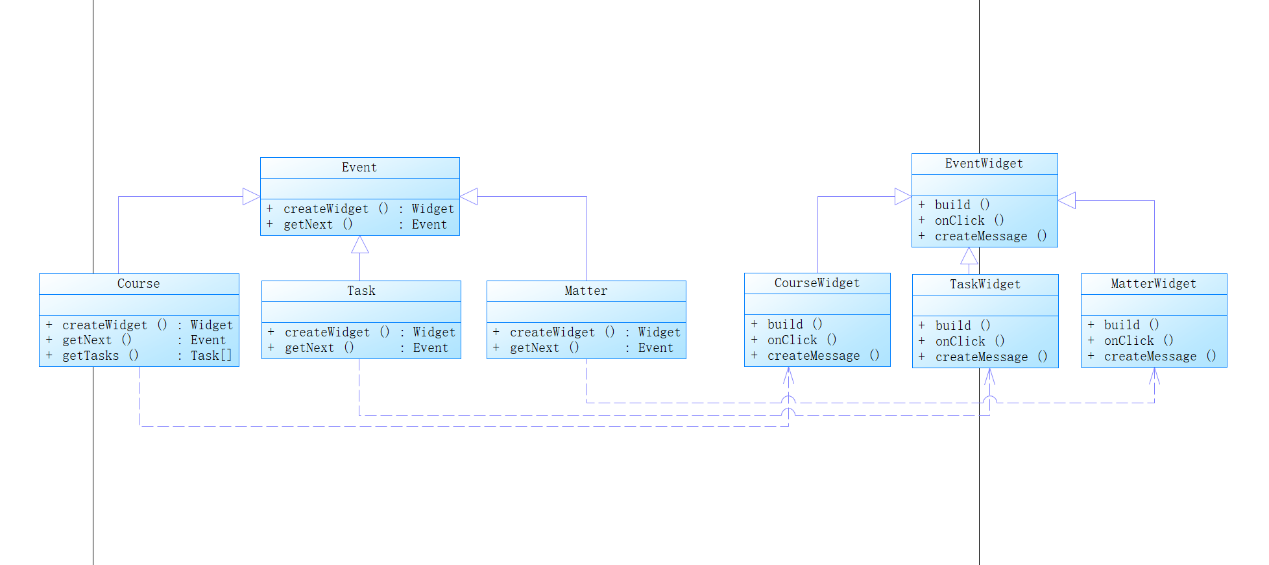 Event
+ createWidget () : Widget
+ getNext () : Event
EventWidget
+ build ()
+ onClick ()
+ createMessage ()
Course
+ createWidget () : Widget
+ getNext () : Event
+ getTasks () : Task[]
Task
+ createWidget () : Widget
+ getNext () : Event
Matter
+ createWidget () : Widget
+ getNext () : Event
CourseWidget
+ build ()
+ onClick ()
+ createMessage ()
TaskWidget
+ build ()
+ onClick ()
+ createMessage ()
MatterWidget
+ build ()
+ onClick ()
+ createMessage ()